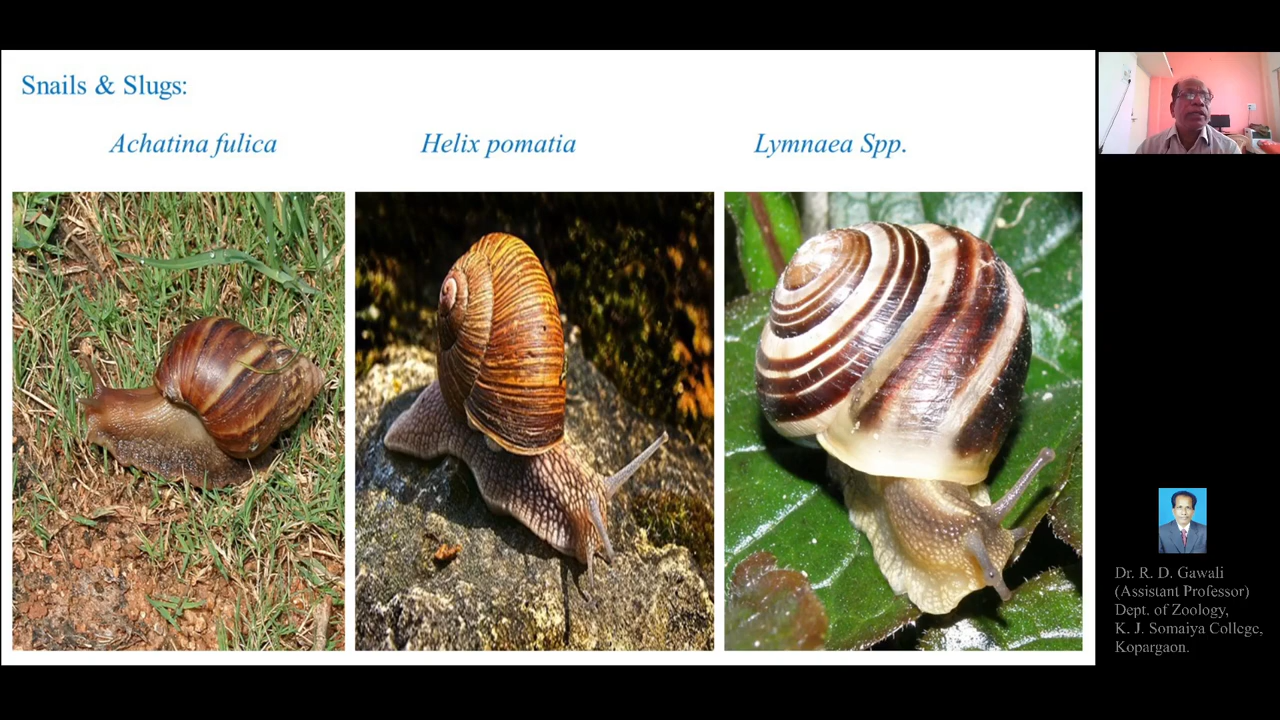 Snails & Slugs:
Achatina fulica
Helix pomatia
Lymnaea Spp.
Dr. R. D. Gawali
(Assistant Professor)
Dept. of Zoology,
K. J. Somaiya College,
Kopargaon.